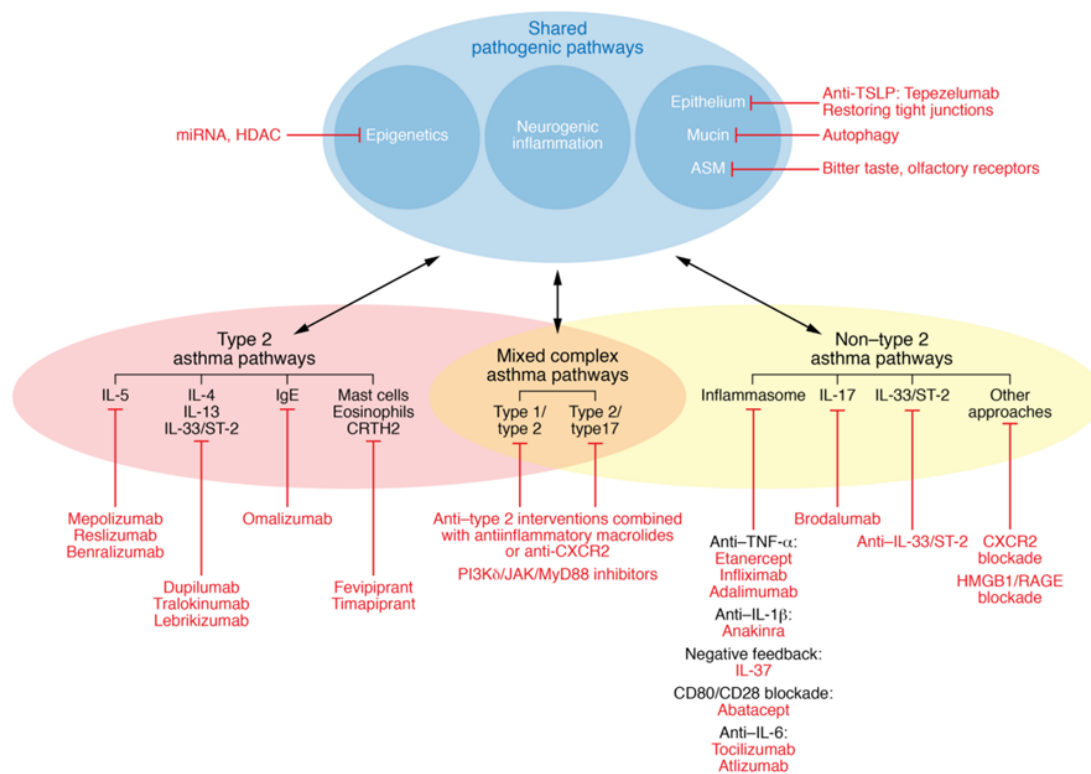 Shared
pathogenic pathways
Epigenetics
Neurogenic
inflammation
Epithelium
Mucin
ASM
miRNA, HDAC
Anti-TSLP: Tepezelumab
Restoring tight junctions
Autophagy
Bitter taste, olfactory receptors
Type 2
asthma pathways
IL-5
IL-4
IL-13
IL-33/ST-2
IgE
Mast cells
Eosinophils
CRTH2
Mepolizumab
Reslizumab
Benralizumab
Dupilumab
Tralokinumab
Lebrikizumab
Omalizumab
Fevipiprant
Timapiprant
Mixed complex
asthma pathways
Type 1/
type 2
Type 2/
type17
Anti–type 2 interventions combined
with antiinflammatory macrolides
or anti-CXCR2
PI3Kδ/JAK/MyD88 inhibitors
Non–type 2
asthma pathways
Inflammasome
IL-17
IL-33/ST-2
Other
approaches
Anti–TNF-α:
Etanercept
Infliximab
Adalimumab
Anti–IL-1β:
Anakinra
Negative feedback:
IL-37
CD80/CD28 blockade:
Abatacept
Anti–IL-6:
Tocilizumab
Atlizumab
Brodalumab
Anti–IL-33/ST-2
CXCR2
blockade
HMGB1/RAGE
blockade